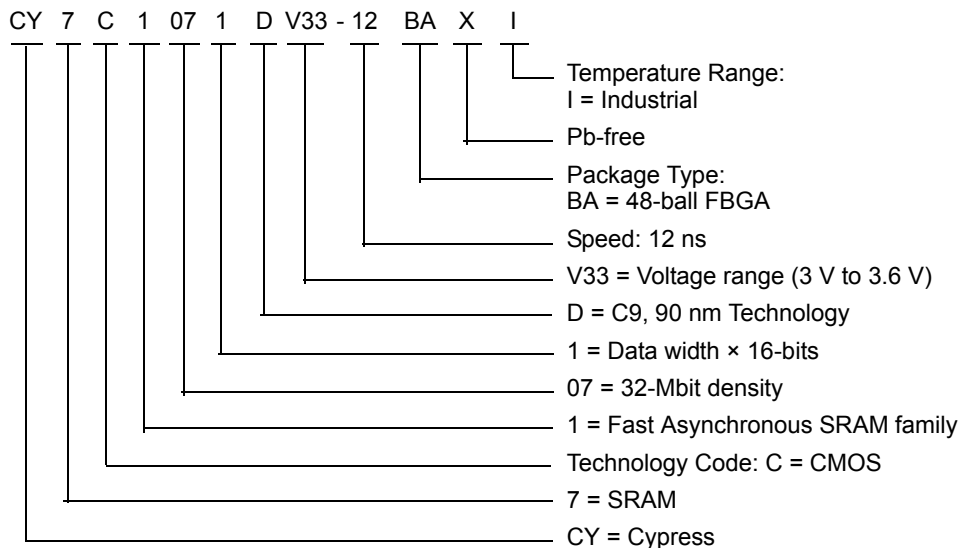 CY 7 C 1 07 1 D V33 - 12 BA X I
Temperature Range:
I = Industrial
Pb-free
Package Type:
BA = 48-ball FBGA
Speed: 12 ns
V33 = Voltage range (3 V to 3.6 V)
D = C9, 90 nm Technology
1 = Data width × 16-bits
07 = 32-Mbit density
1 = Fast Asynchronous SRAM family
Technology Code: C = CMOS
7 = SRAM
CY = Cypress